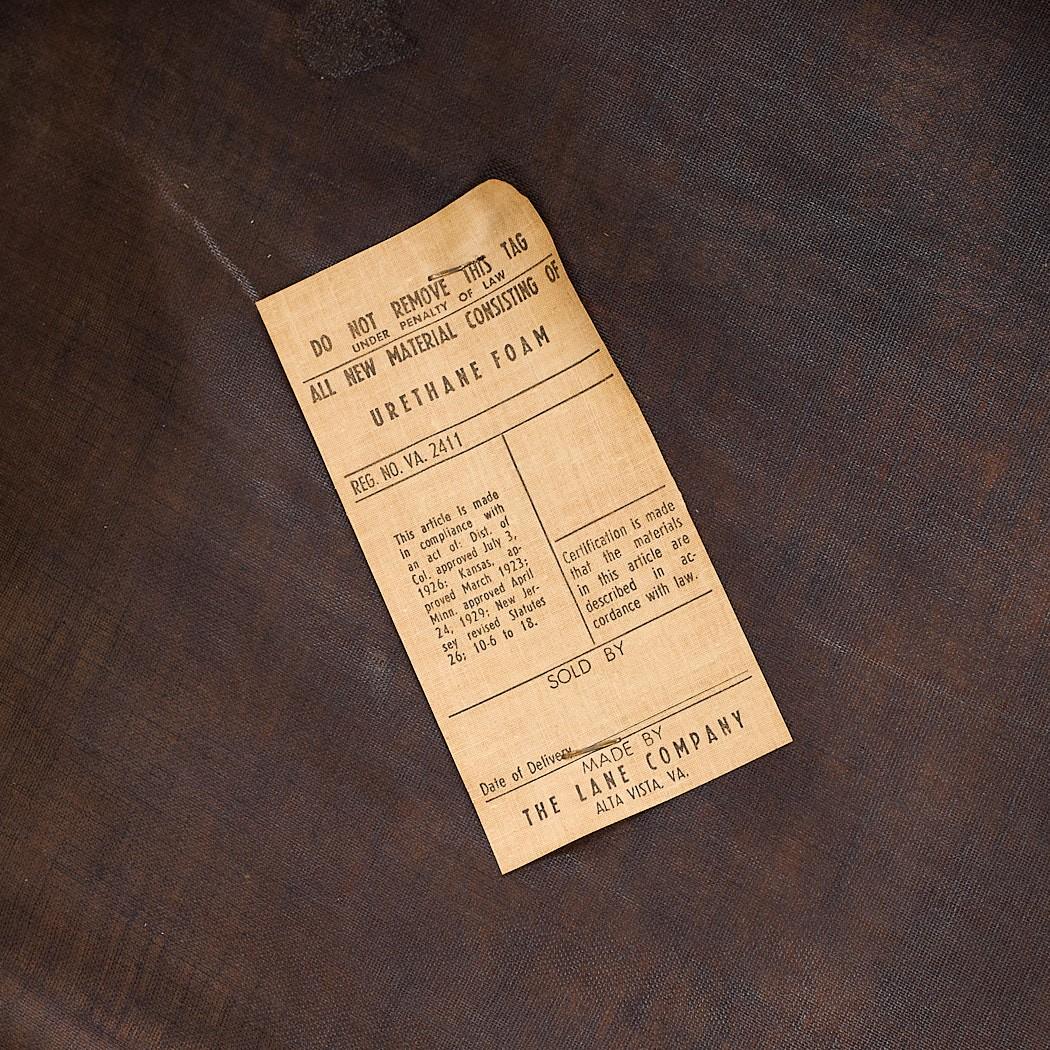 DO NOT REMOVE THIS TAG
UNDER PENALTY OF LAW
ALL NEW MATERIAL CONSISTING OF
URETHANE FOAM
REG. NO. VA. 2411
This article is made
in compliance with
an act of: Dist. of
Col. approved July 3,
1926; Kansas, ap-
proved March 1923;
Minn. approved April
24, 1929; New Jer-
sey revised Statutes
26; 10-6 to 18.
Certification is made
that the materials
in this article are
described in ac-
cordance with law.
SOLD BY
Date of Delivery
MADE BY
THE LANE COMPANY
ALTA VISTA, VA.